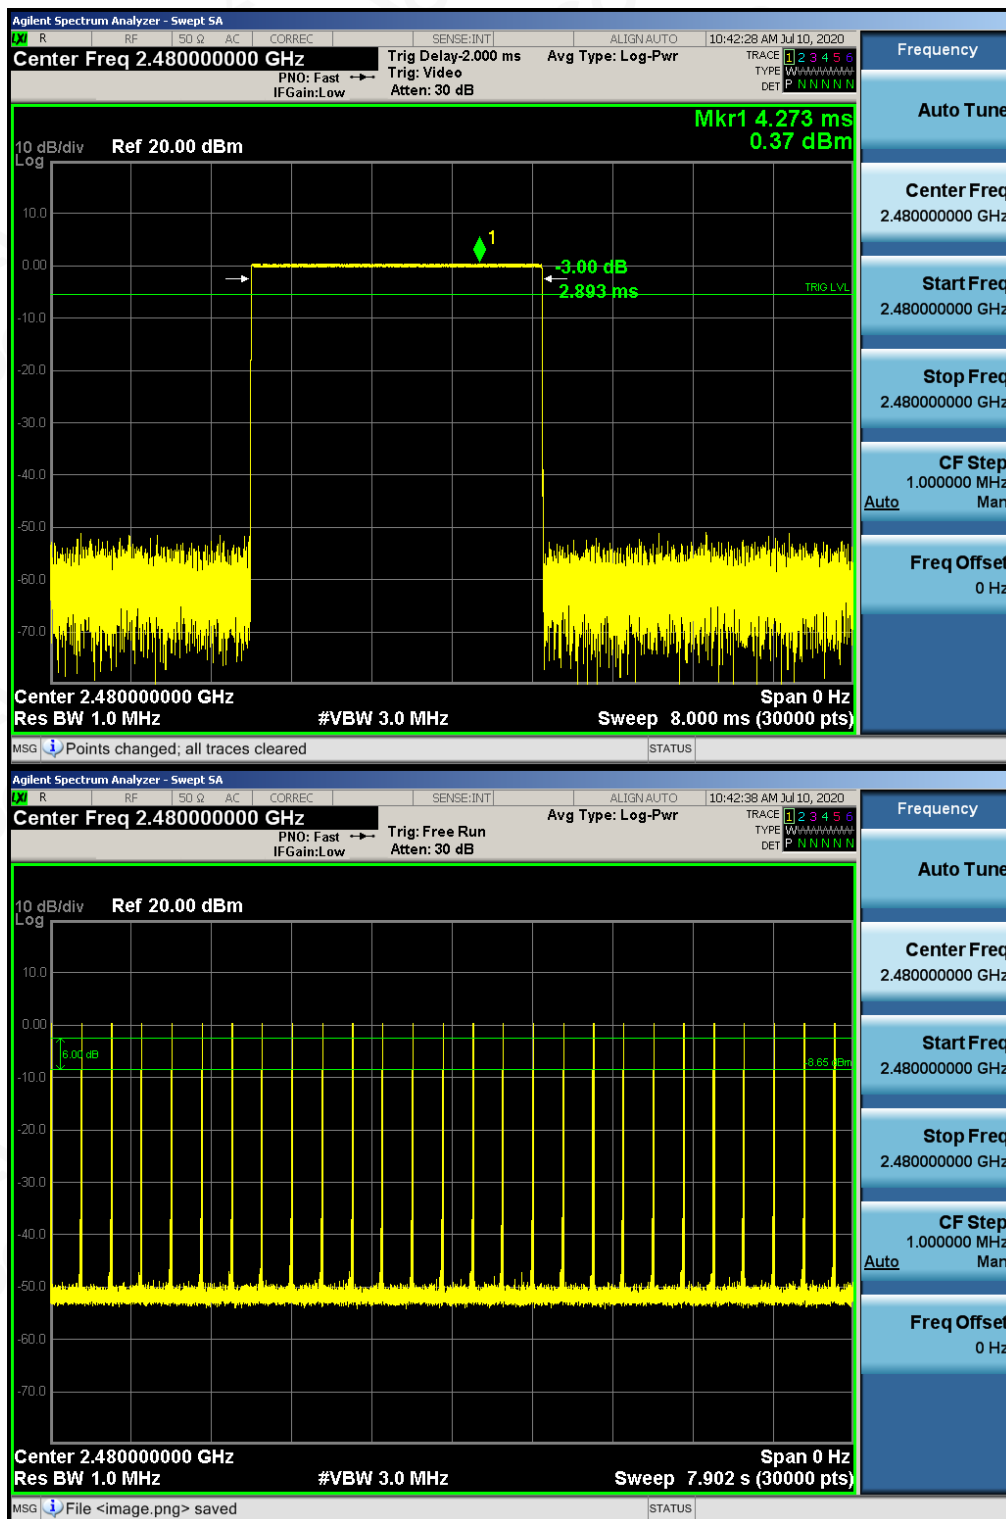 Agilent Spectrum Analyzer - Swept SA
LXI R RF 50 Ω AC CORREC SENSE:INT ALIGN AUTO 10:42:28 AM Jul 10, 2020
Center Freq 2.480000000 GHz Trig Delay-2.000 ms Avg Type: Log-Pwr TRACE 1 2 3 4 5 6
PNO: Fast Trig: Video TYPE W
IFGain:Low Atten: 30 dB DET P N N N N N
Mkr1 4.273 ms
10 dB/div Ref 20.00 dBm 0.37 dBm
Log
10.0
1
0.00
-3.00 dB
2.893 ms
TRIG LVL
-10.0
-20.0
-30.0
-40.0
-50.0
-60.0
-70.0
Center 2.480000000 GHz Span 0 Hz
Res BW 1.0 MHz #VBW 3.0 MHz Sweep 8.000 ms (30000 pts)
MSG Points changed; all traces cleared STATUS
Frequency
Auto Tune
Center Freq
2.480000000 GHz
Start Freq
2.480000000 GHz
Stop Freq
2.480000000 GHz
CF Step
1.000000 MHz
Auto Man
Freq Offset
0 Hz
Agilent Spectrum Analyzer - Swept SA
LXI R RF 50 Ω AC CORREC SENSE:INT ALIGN AUTO 10:42:38 AM Jul 10, 2020
Center Freq 2.480000000 GHz Avg Type: Log-Pwr TRACE 1 2 3 4 5 6
PNO: Fast Trig: Free Run TYPE W
IFGain:Low Atten: 30 dB DET P N N N N N
10 dB/div Ref 20.00 dBm
Log
10.0
0.00
6.00 dB
-8.65 dBm
-10.0
-20.0
-30.0
-40.0
-50.0
-60.0
-70.0
Center 2.480000000 GHz Span 0 Hz
Res BW 1.0 MHz #VBW 3.0 MHz Sweep 7.902 s (30000 pts)
MSG File <image.png> saved STATUS
Frequency
Auto Tune
Center Freq
2.480000000 GHz
Start Freq
2.480000000 GHz
Stop Freq
2.480000000 GHz
CF Step
1.000000 MHz
Auto Man
Freq Offset
0 Hz